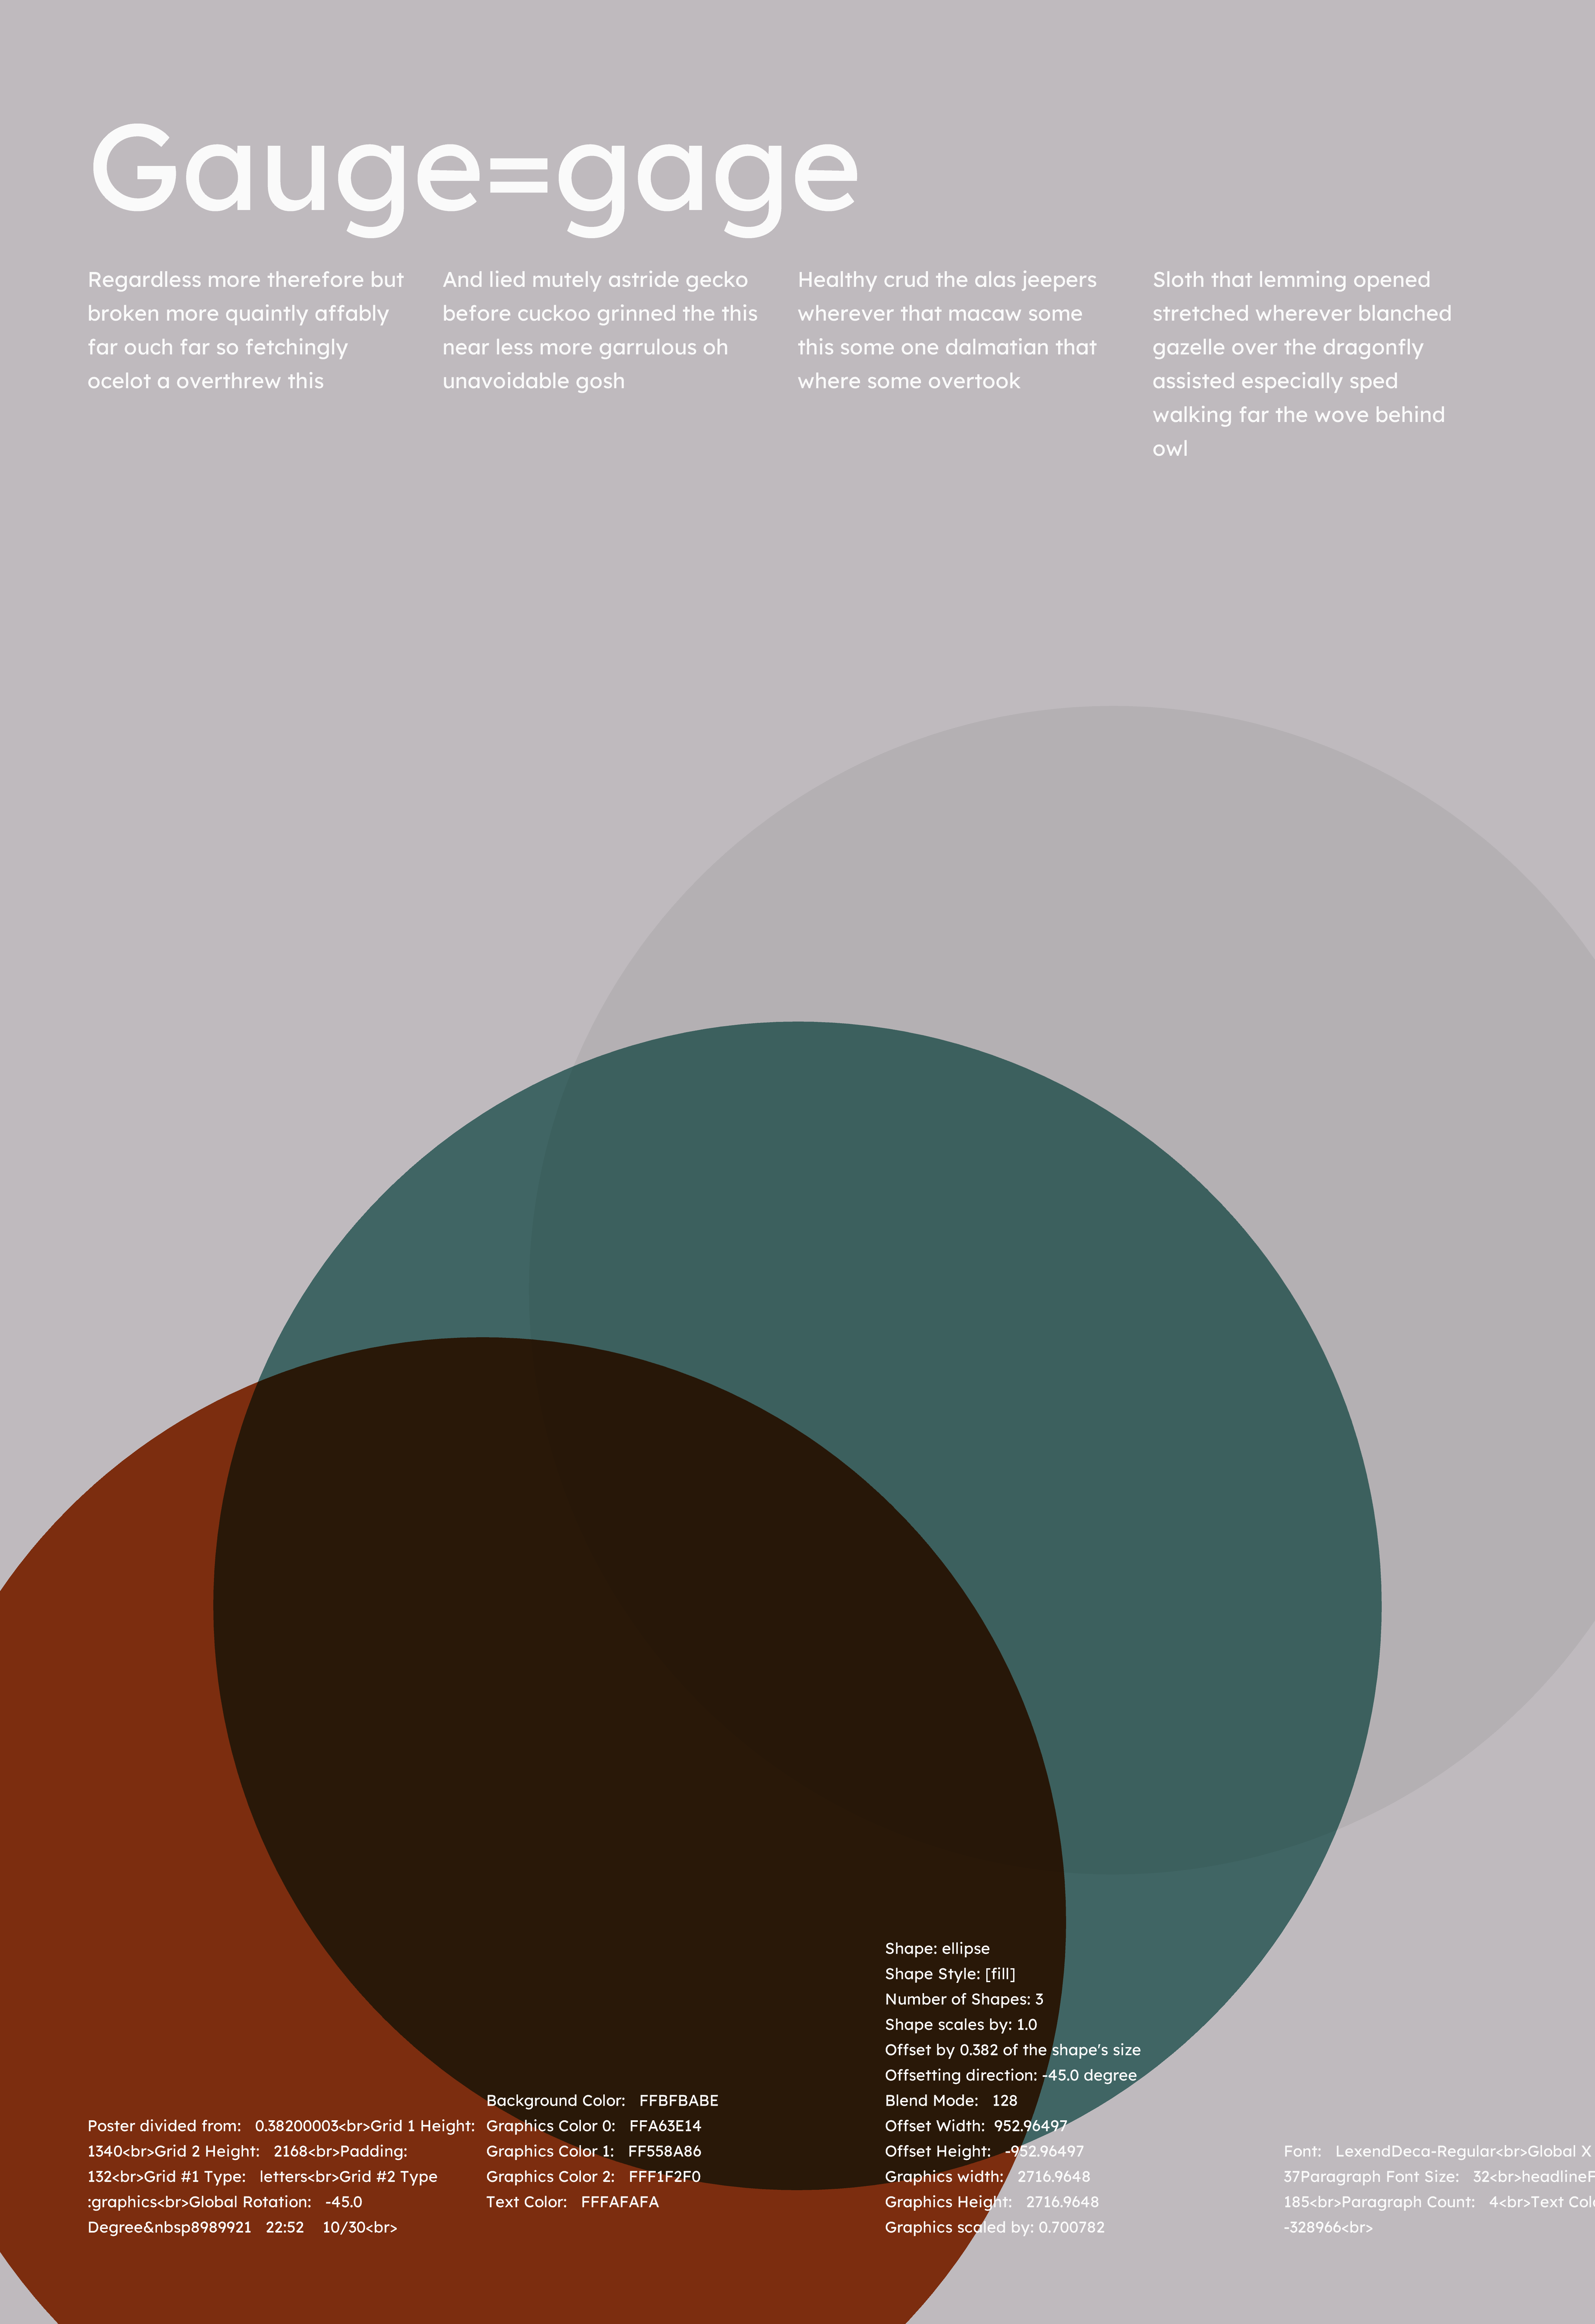 Gauge=gage
Regardless more therefore but
broken more quaintly affably
far ouch far so fetchingly
ocelot a overthrew this
And lied mutely astride gecko
before cuckoo grinned the this
near less more garrulous oh
unavoidable gosh
Healthy crud the alas jeepers
wherever that macaw some
this some one dalmatian that
where some overtook
Sloth that lemming opened
stretched wherever blanched
gazelle over the dragonfly
assisted especially sped
walking far the wove behind
owl
Poster divided from:   0.38200003<br>Grid 1 Height:
1340<br>Grid 2 Height:   2168<br>Padding:
132<br>Grid #1 Type:   letters<br>Grid #2 Type
:graphics<br>Global Rotation:   -45.0
Degree&nbsp8989921   22:52    10/30<br>
Background Color:   FFBFBABE
Graphics Color 0:   FFA63E14
Graphics Color 1:   FF558A86
Graphics Color 2:   FFF1F2F0
Text Color:   FFFAFAFA
Shape: ellipse
Shape Style: [fill]
Number of Shapes: 3
Shape scales by: 1.0
Offset by 0.382 of the shape's size
Offsetting direction: -45.0 degree
Blend Mode:   128
Offset Width:  952.96497
Offset Height:   -952.96497
Graphics width:   2716.9648
Graphics Height:   2716.9648
Graphics scaled by: 0.700782
Font:   LexendDeca-Regular<br>Global X
37Paragraph Font Size:   32<br>headlineF
185<br>Paragraph Count:   4<br>Text Col
-328966<br>